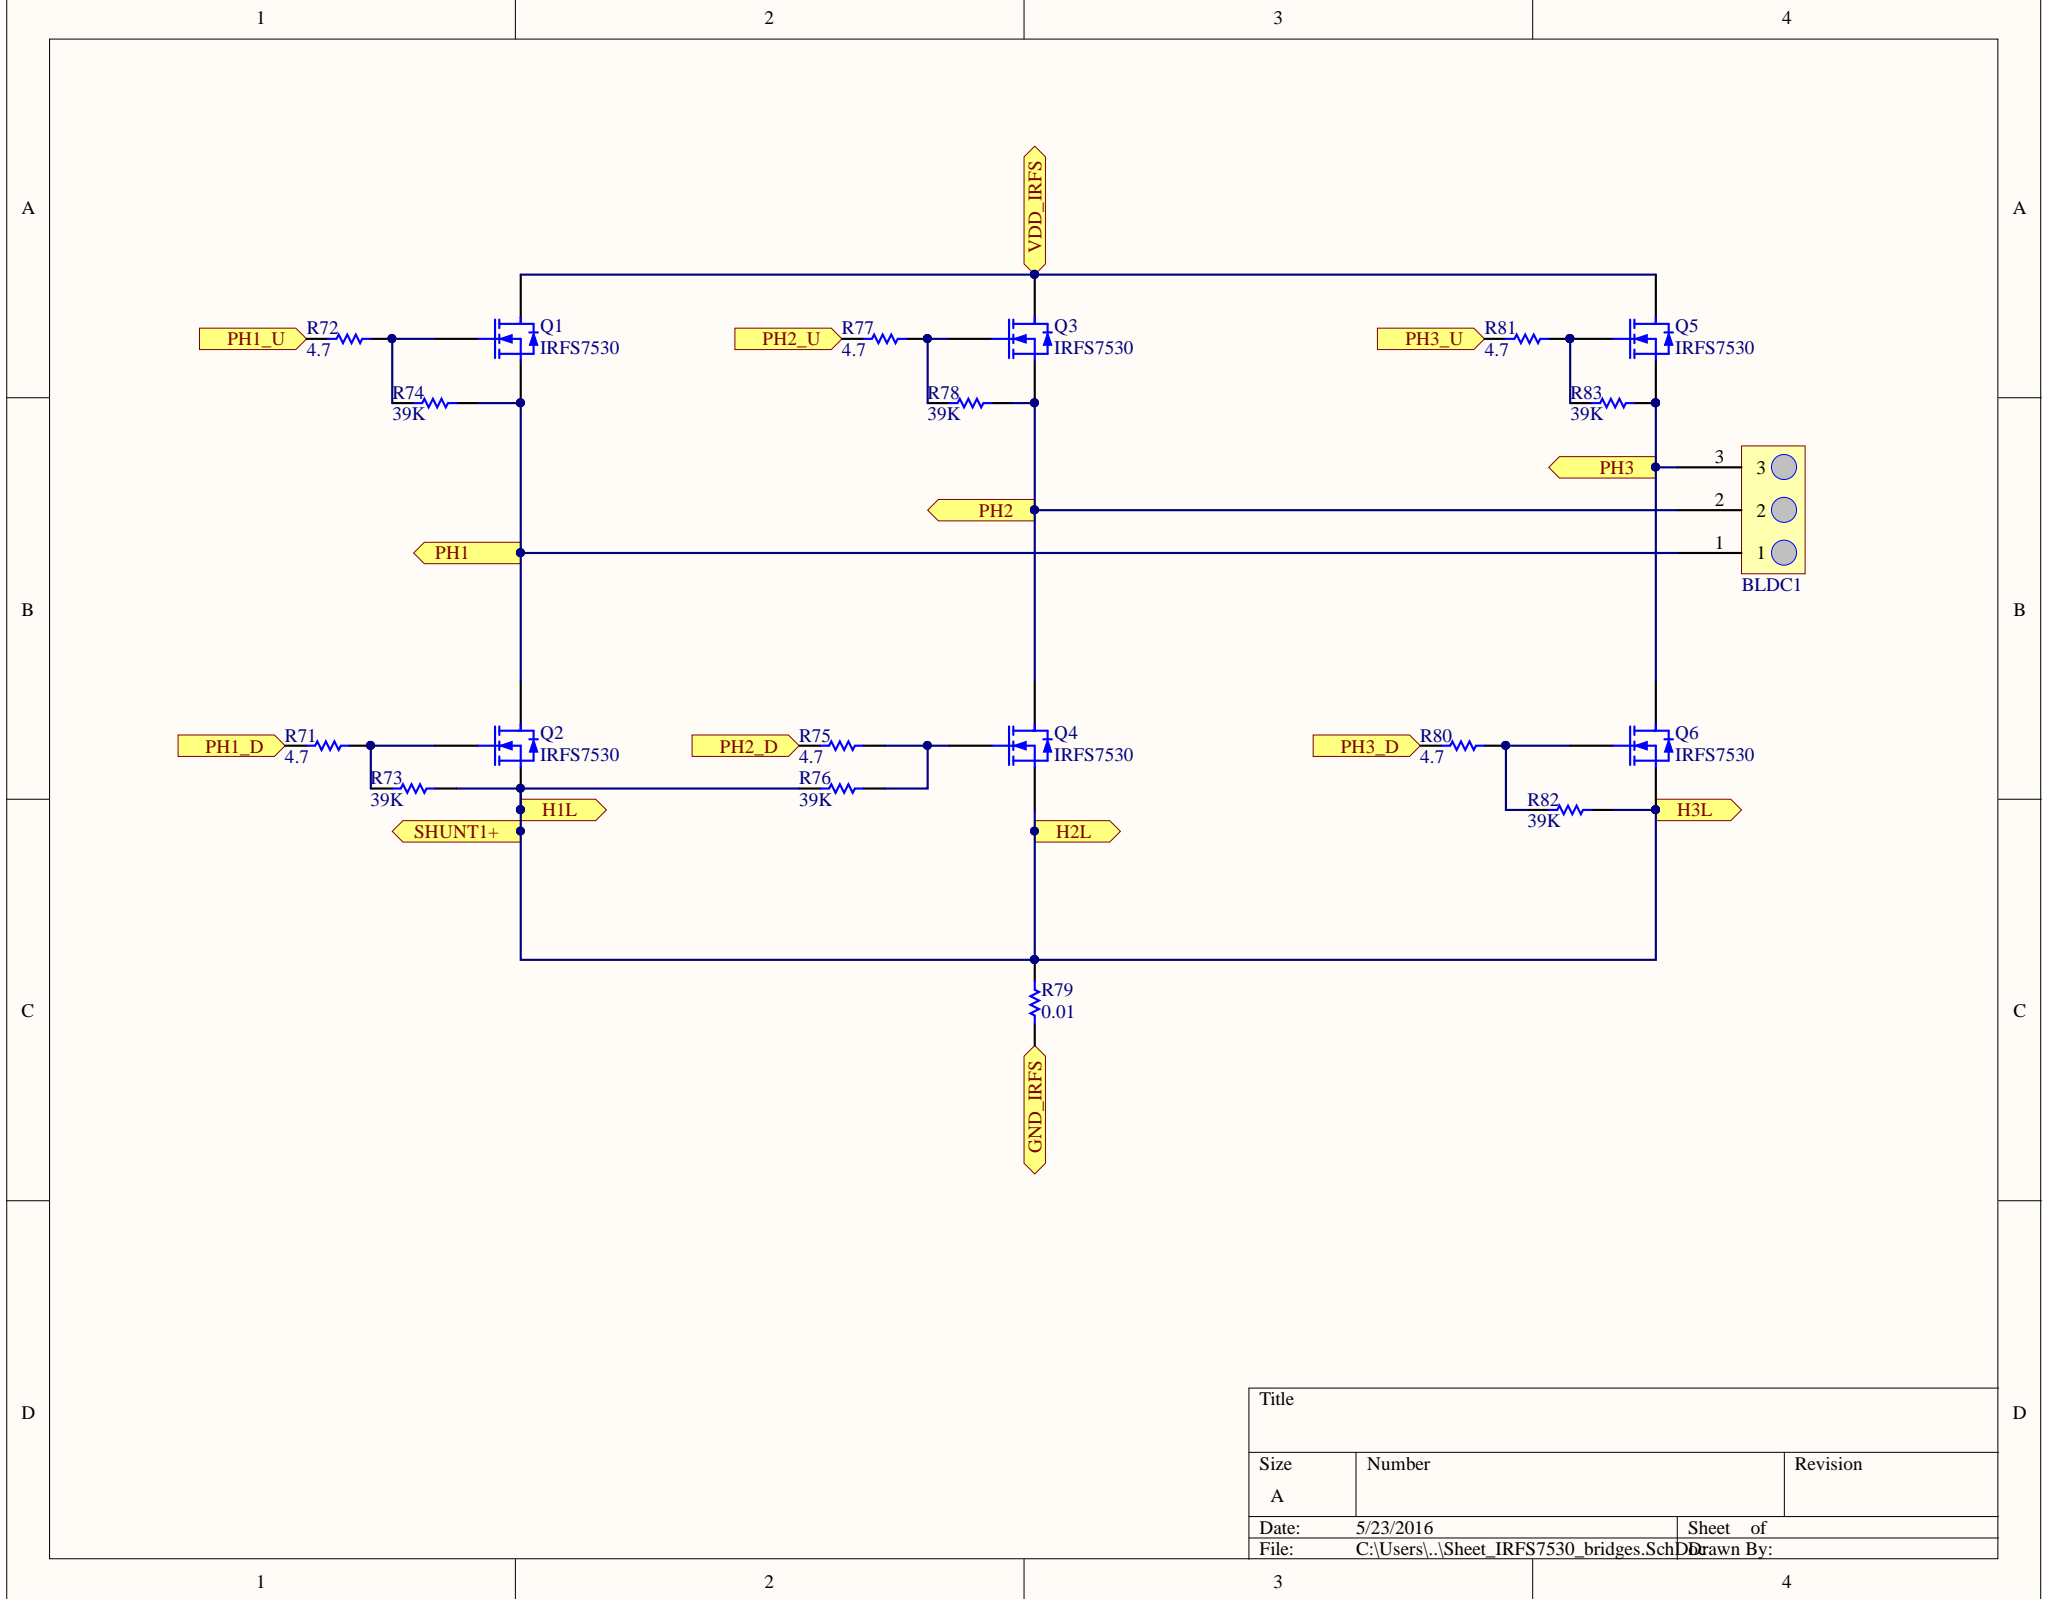 1 2 3 4
A A
VDD_IRFS
PH1_U R72 4.7 Q1 IRFS7530
PH2_U R77 4.7 Q3 IRFS7530
PH3_U R81 4.7 Q5 IRFS7530
R74 39K
R78 39K
R83 39K
PH3 3 3
PH2 2 2
PH1 1 1
BLDC1
B B
PH1_D R71 4.7 Q2 IRFS7530
PH2_D R75 4.7 Q4 IRFS7530
PH3_D R80 4.7 Q6 IRFS7530
R73 39K
R76 39K
R82 39K
H1L
H3L
SHUNT1+
H2L
R79
0.01
C C
GND_IRFS
D D
Title
Size Number Revision
A
Date: 5/23/2016 Sheet of
File: C:\Users\..\Sheet_IRFS7530_bridges.SchDoc Drawn By:
1 2 3 4